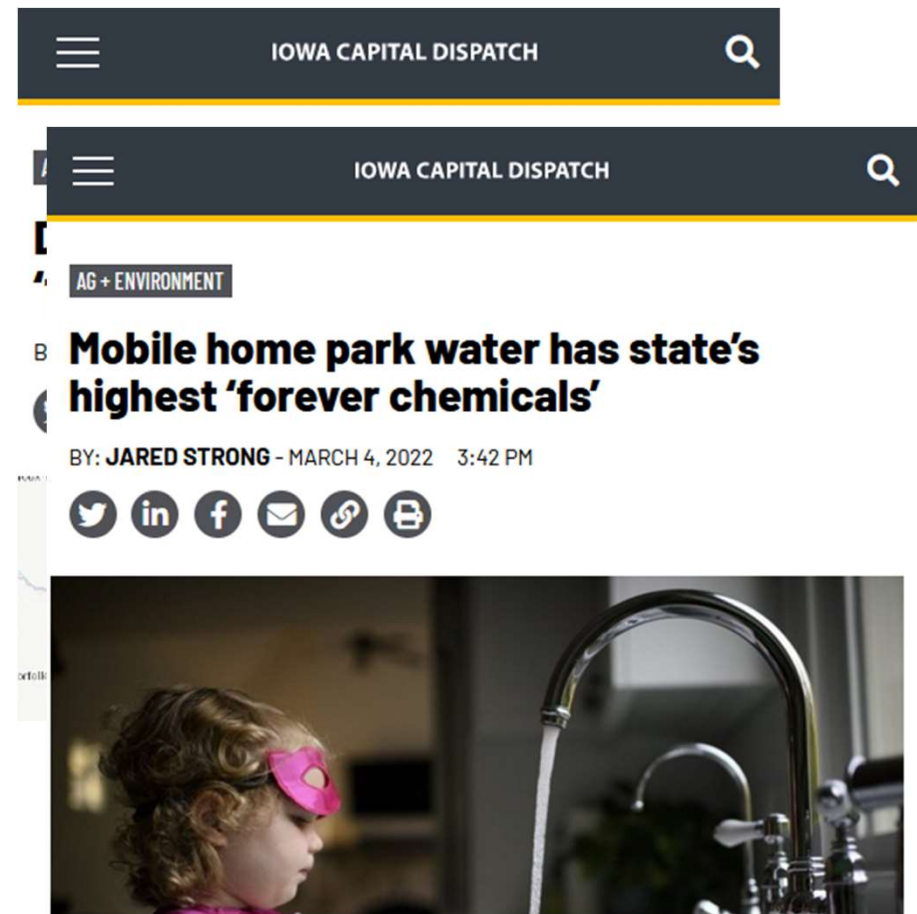 IOWA CAPITAL DISPATCH
IOWA CAPITAL DISPATCH
AG + ENVIRONMENT
Mobile home park water has state’s
highest ‘forever chemicals’
BY: JARED STRONG - MARCH 4, 2022 3:42 PM